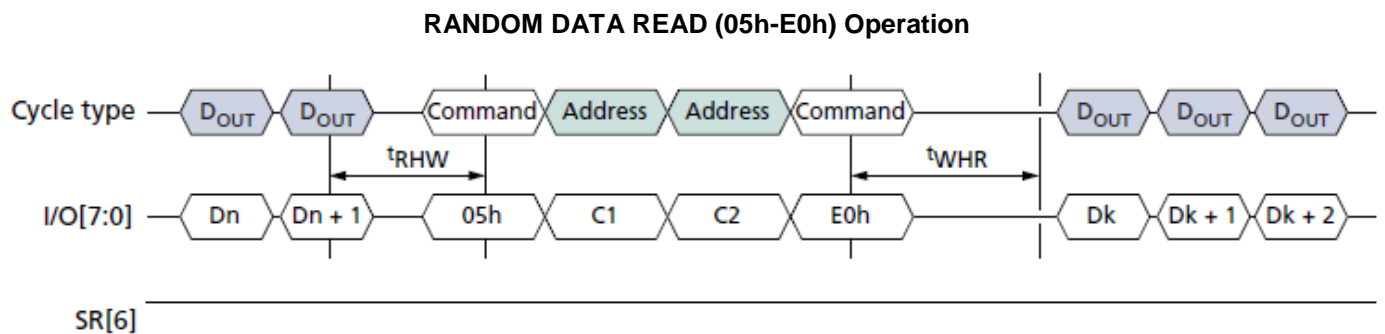 RANDOM DATA READ (05h-E0h) Operation
Cycle type DOUT DOUT Command Address Address Command DOUT DOUT DOUT
tRHW tWHR
I/O[7:0] Dn Dn + 1 05h C1 C2 E0h Dk Dk + 1 Dk + 2
SR[6]